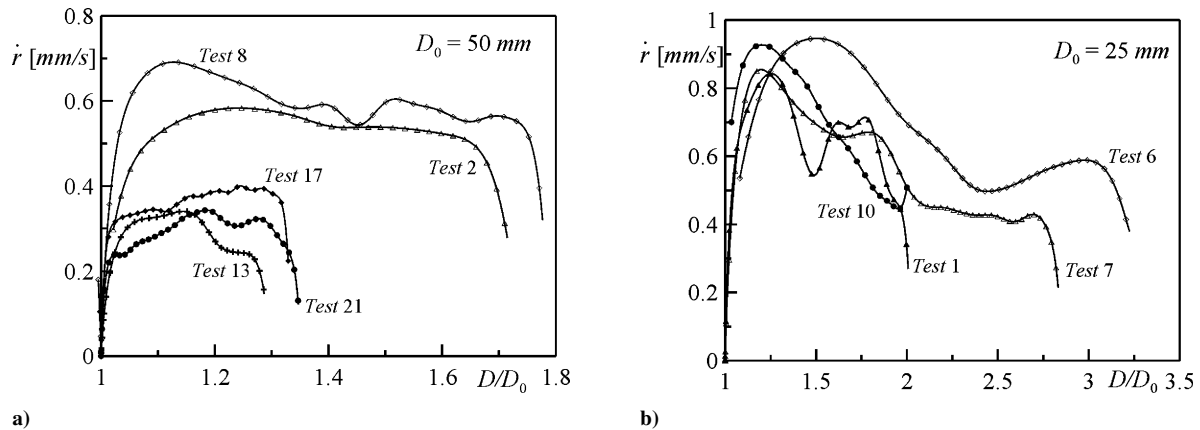 0.8
ṙ [mm/s]
0.6
0.4
0.2
0
1
1.2
1.4
1.6
D/D0
1.8
D0 = 50 mm
Test 8
Test 2
Test 17
Test 13
Test 21
a)
1
ṙ [mm/s]
0.8
0.6
0.4
0.2
0
1
1.5
2
2.5
3
D/D0
3.5
D0 = 25 mm
Test 6
Test 10
Test 1
Test 7
b)